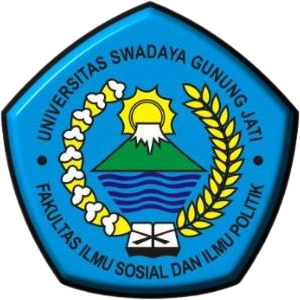 UNIVERSITAS SWADAYA GUNUNG JATI
FAKULTAS ILMU SOSIAL DAN ILMU POLITIK